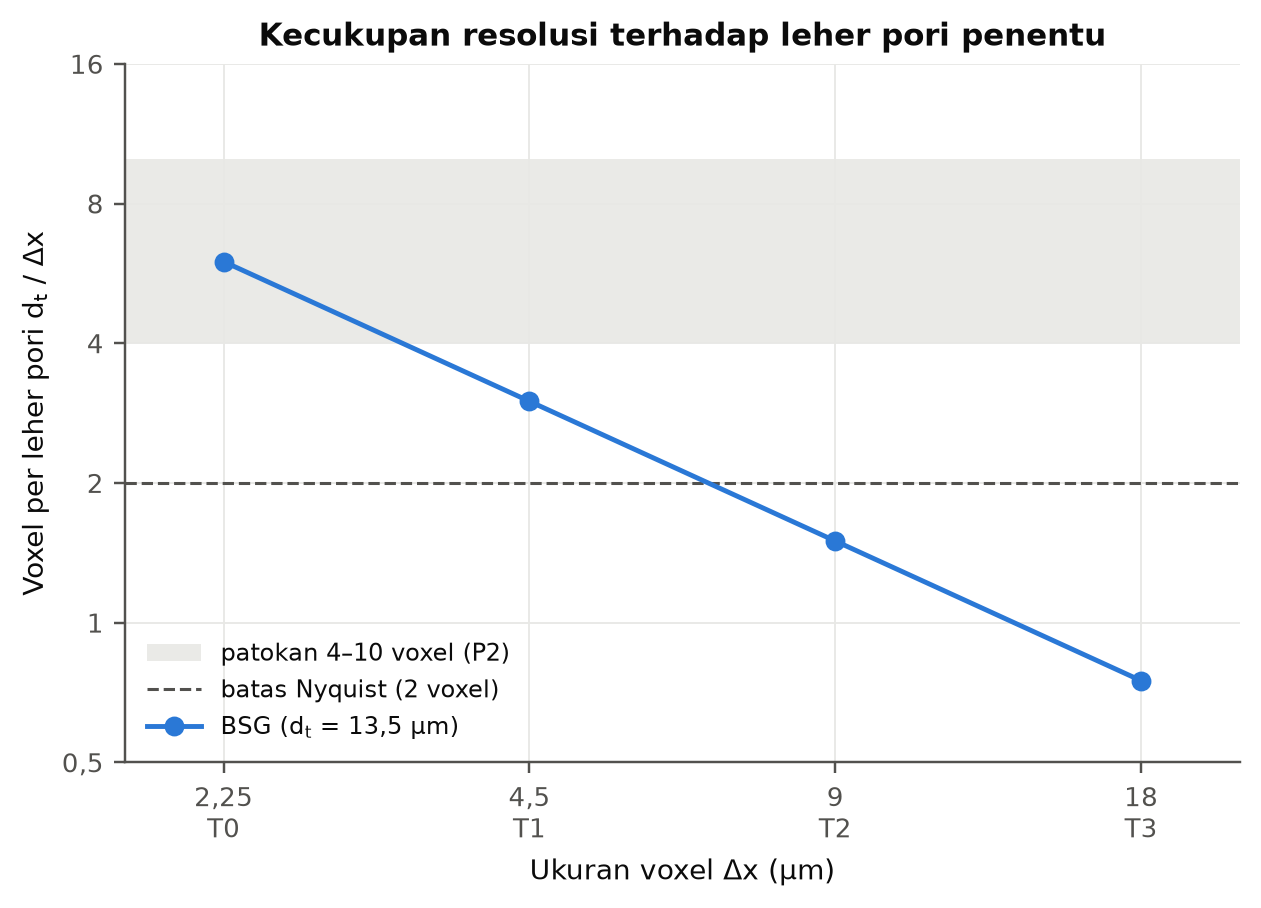 Kecukupan resolusi terhadap leher pori penentu
Voxel per leher pori dₜ / Δx
16
8
4
2
1
0,5
patokan 4–10 voxel (P2)
batas Nyquist (2 voxel)
BSG (dₜ = 13,5 μm)
2,25 4,5 9 18
T0 T1 T2 T3
Ukuran voxel Δx (μm)